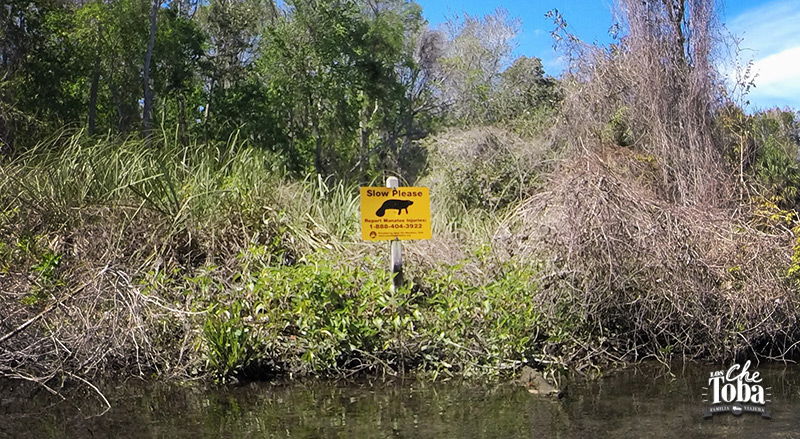 Slow Please
Report Manatee Injuries:
1-888-404-3922
LOS Che
Toba
FAMILIA VIAJERA